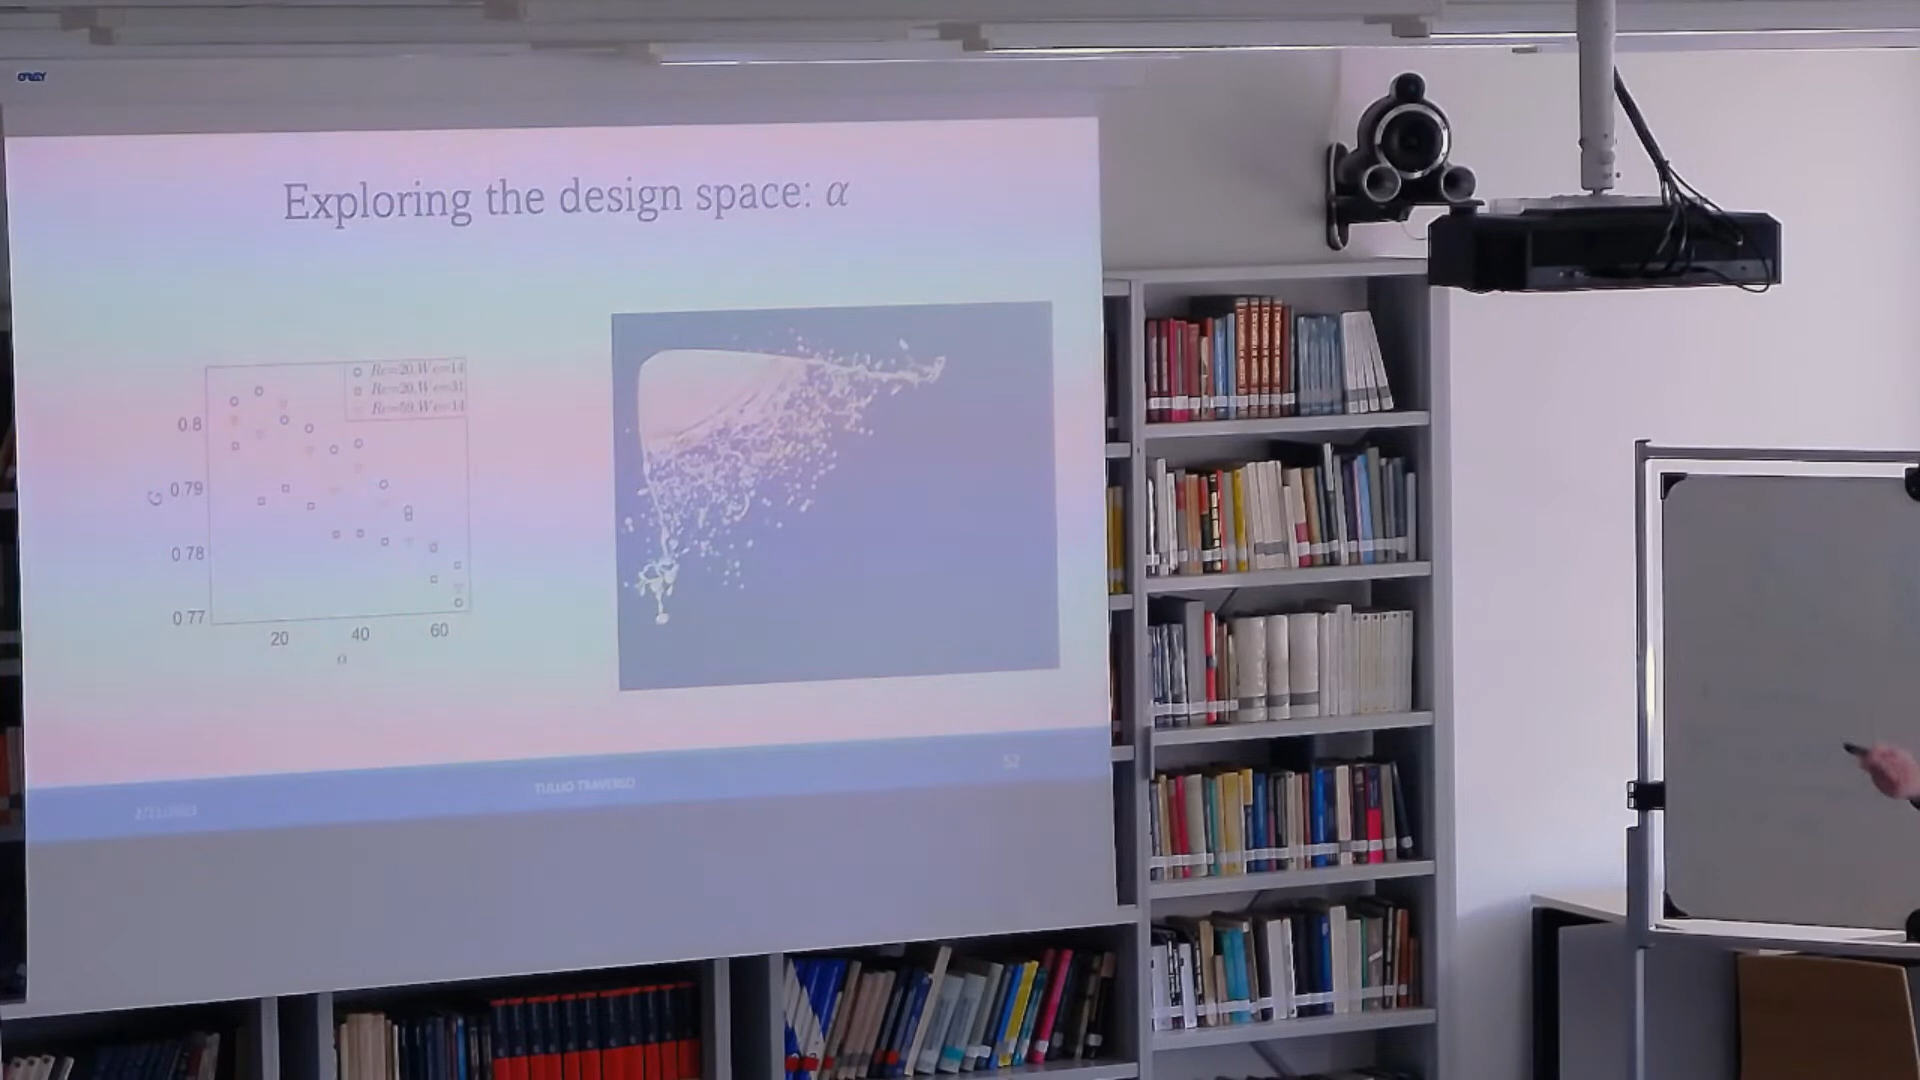 Exploring the design space: α
Re=20, We=14
Re=20, We=31
Re=59, We=14
0.8
0.79
0.78
0.77
G
20
40
60
α
TULLIO TRAVERSO
52